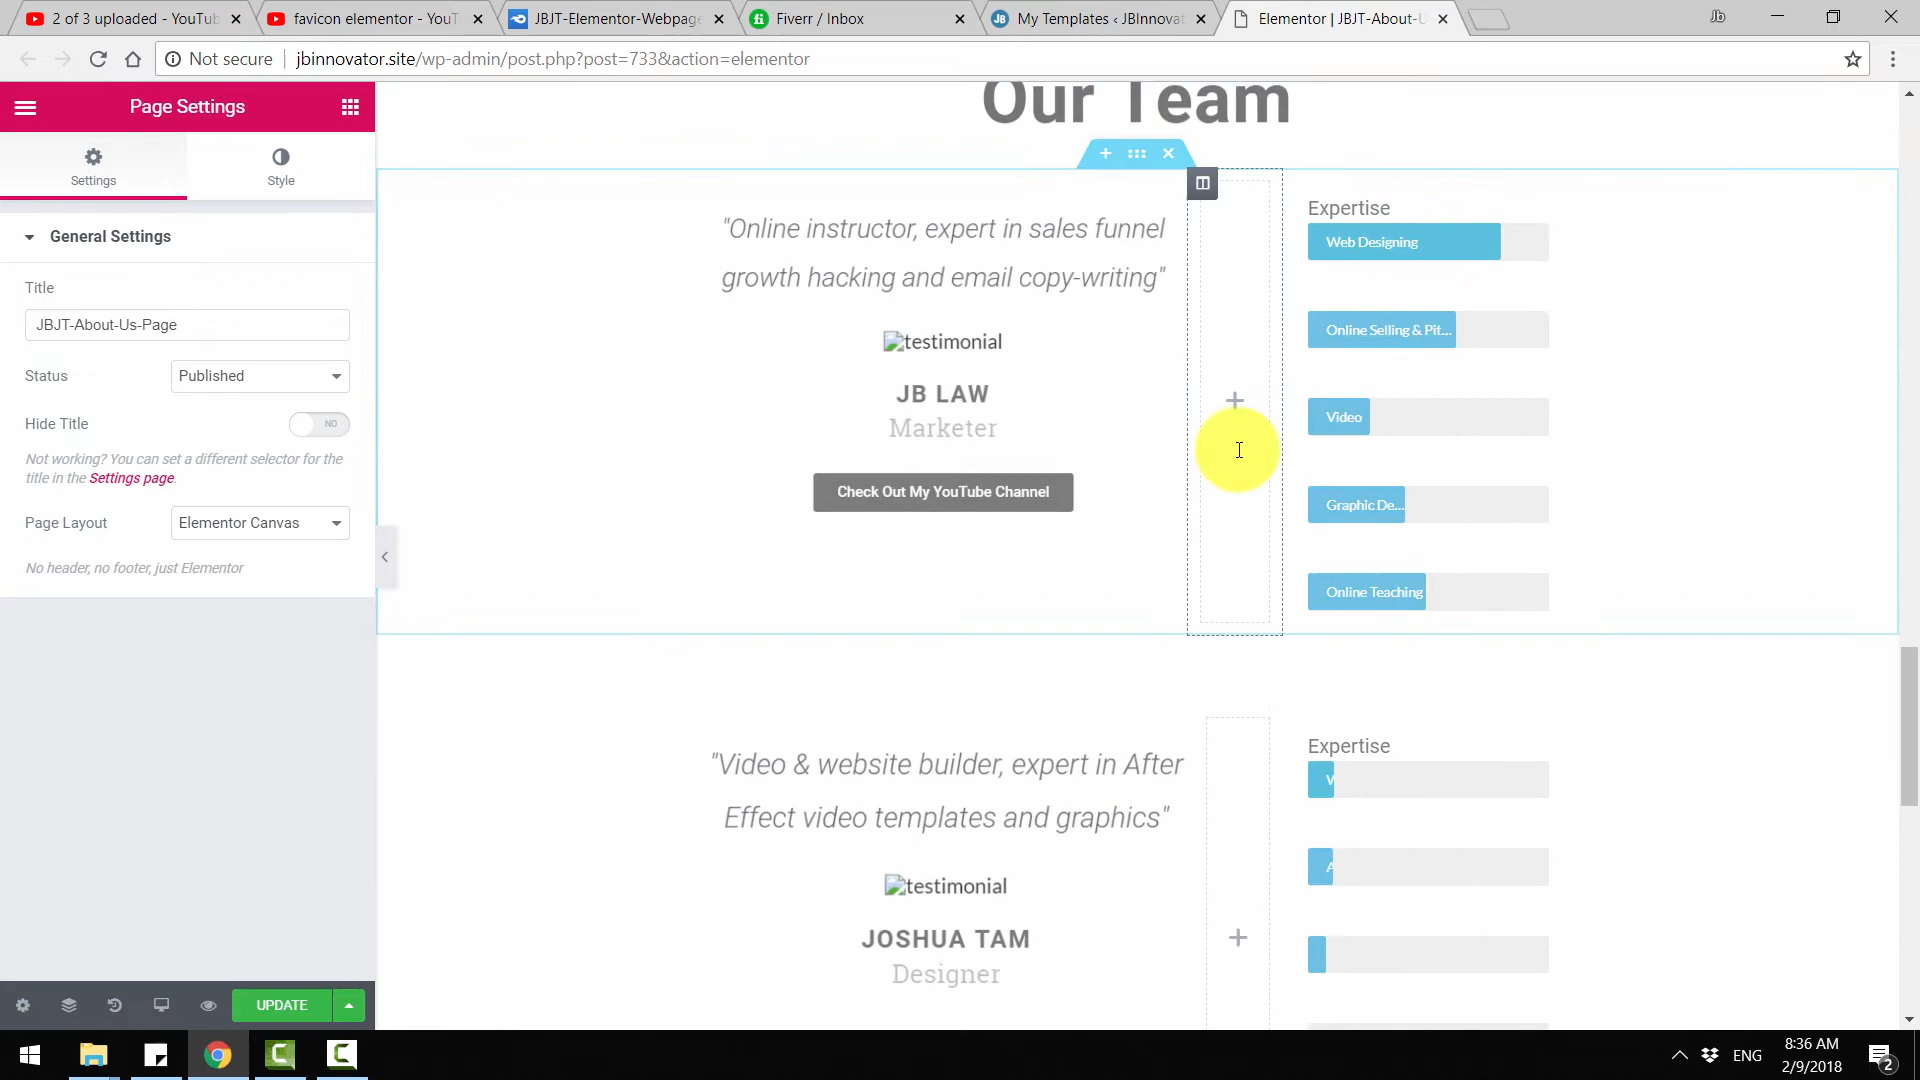 2 of 3 uploaded - YouTub
favicon elementor - YouT
JBJT-Elementor-Webpage
Fiverr / Inbox
My Templates ‹ JBInnovat
Elementor | JBJT-About-U
Jb
Not secure
jbinnovator.site/wp-admin/post.php?post=733&action=elementor
Page Settings
Settings
Style
General Settings
Title
JBJT-About-Us-Page
Status
Published
Hide Title
NO
Not working? You can set a different selector for the
title in the Settings page.
Page Layout
Elementor Canvas
No header, no footer, just Elementor
UPDATE
Our Team
"Online instructor, expert in sales funnel
growth hacking and email copy-writing"
testimonial
JB LAW
Marketer
Check Out My YouTube Channel
Expertise
Web Designing
Online Selling & Pit...
Video
Graphic De...
Online Teaching
"Video & website builder, expert in After
Effect video templates and graphics"
testimonial
JOSHUA TAM
Designer
Expertise
W
A
ENG
8:36 AM
2/9/2018
2